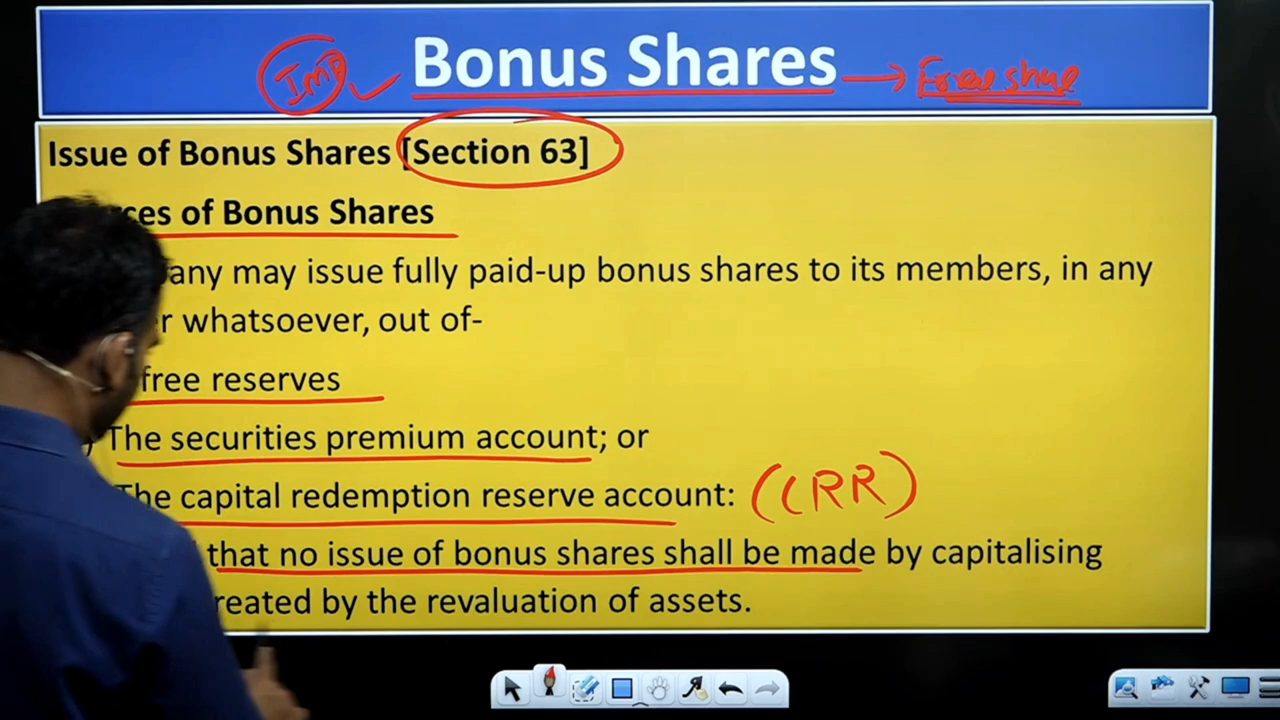 IMP Bonus Shares → Free share
Issue of Bonus Shares [Section 63]
of Bonus Shares
may issue fully paid-up bonus shares to its members, in any
whatsoever, out of-
free reserves
The securities premium account; or
The capital redemption reserve account: (CRR)
that no issue of bonus shares shall be made by capitalising
by the revaluation of assets.